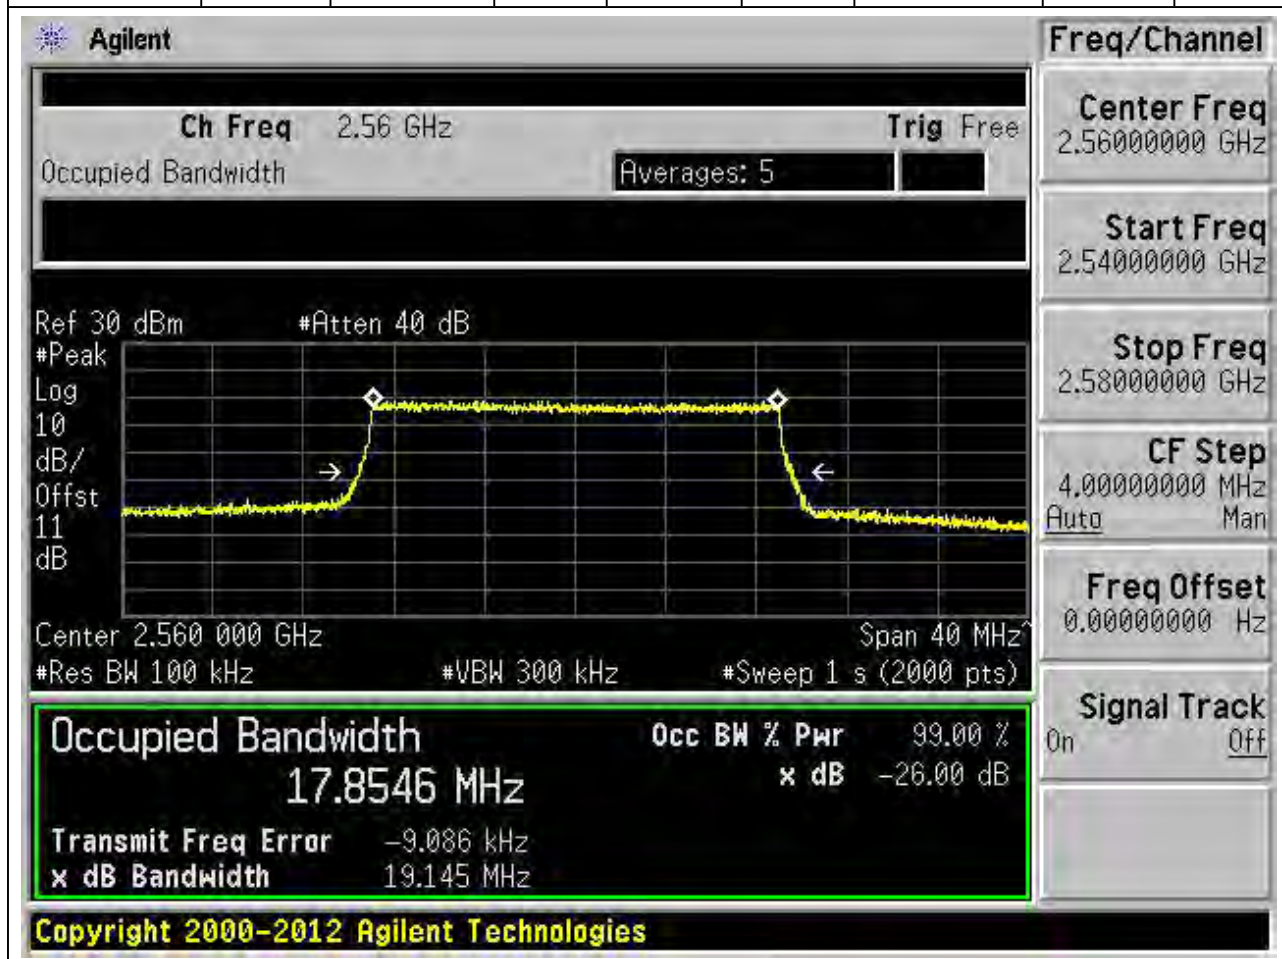 Agilent
Freq/Channel
Ch Freq 2.56 GHz Trig Free
Occupied Bandwidth Averages: 5
Center Freq
2.56000000 GHz
Start Freq
2.54000000 GHz
Stop Freq
2.58000000 GHz
CF Step
4.00000000 MHz
Auto Man
Freq Offset
0.00000000 Hz
Signal Track
On Off
Ref 30 dBm #Atten 40 dB
#Peak
Log
10
dB/
Offst
11
dB
Center 2.560 000 GHz Span 40 MHz^
#Res BW 100 kHz #VBW 300 kHz #Sweep 1 s (2000 pts)
Occupied Bandwidth Occ BW % Pwr 99.00 %
17.8546 MHz x dB -26.00 dB
Transmit Freq Error -9.086 kHz
x dB Bandwidth 19.145 MHz
Copyright 2000-2012 Agilent Technologies